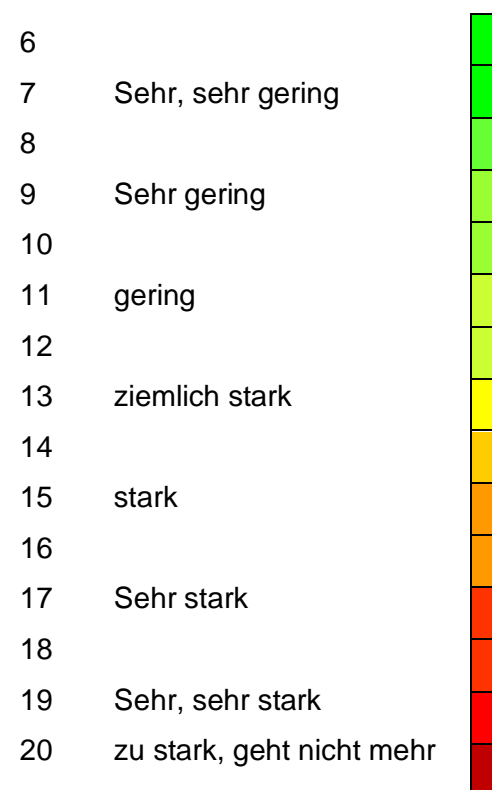 6
7 Sehr, sehr gering
8
9 Sehr gering
10
11 gering
12
13 ziemlich stark
14
15 stark
16
17 Sehr stark
18
19 Sehr, sehr stark
20 zu stark, geht nicht mehr